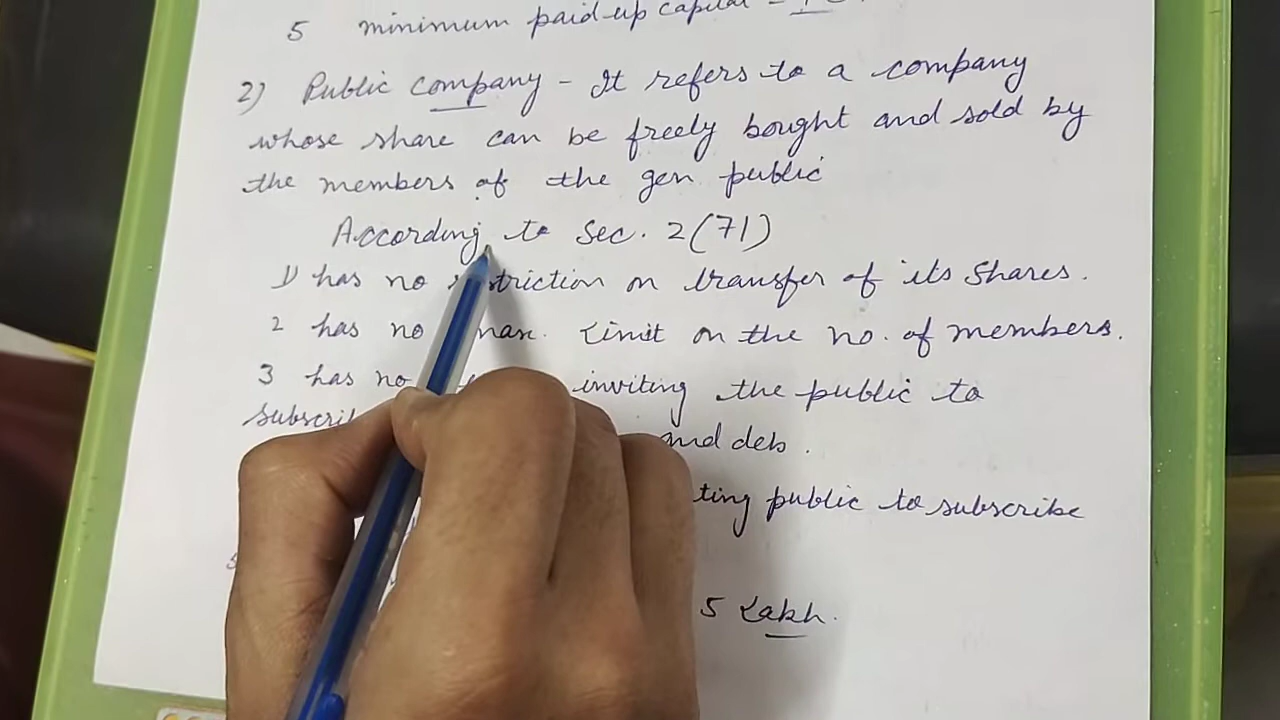 5 minimum paid-up capital -
2) Public company - It refers to a company
whose share can be freely bought and sold by
the members of the gen public
According to Sec. 2(71)
1) has no restriction on transfer of its Shares.
2 has no max. Limit on the no. of members.
3 has no inviting the public to
and debs.
public to subscribe
5 Lakh.